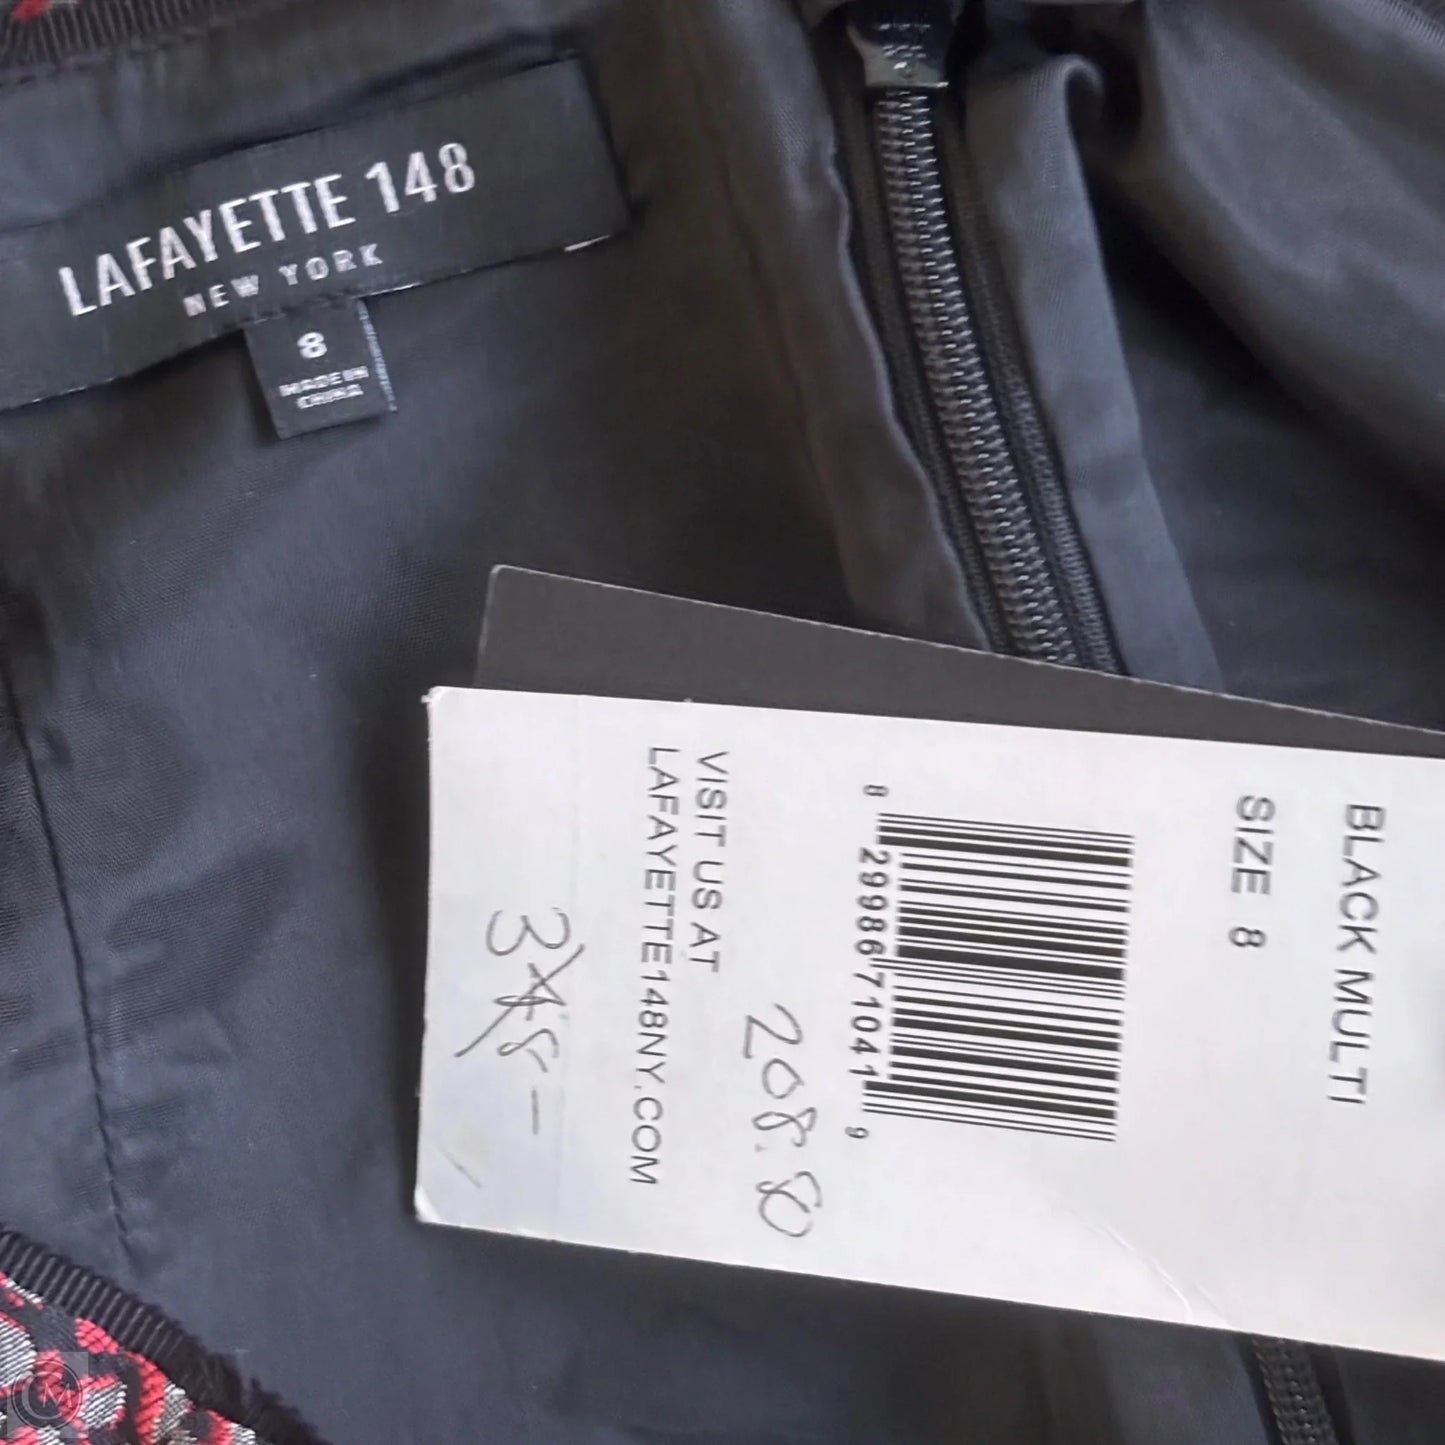 LAFAYETTE 148
NEW YORK
8
MADE IN
CHINA
BLACK MULTI
SIZE 8
8 29986 71041 9
208.80
VISIT US AT
LAFAYETTE148NY.COM
348-
M